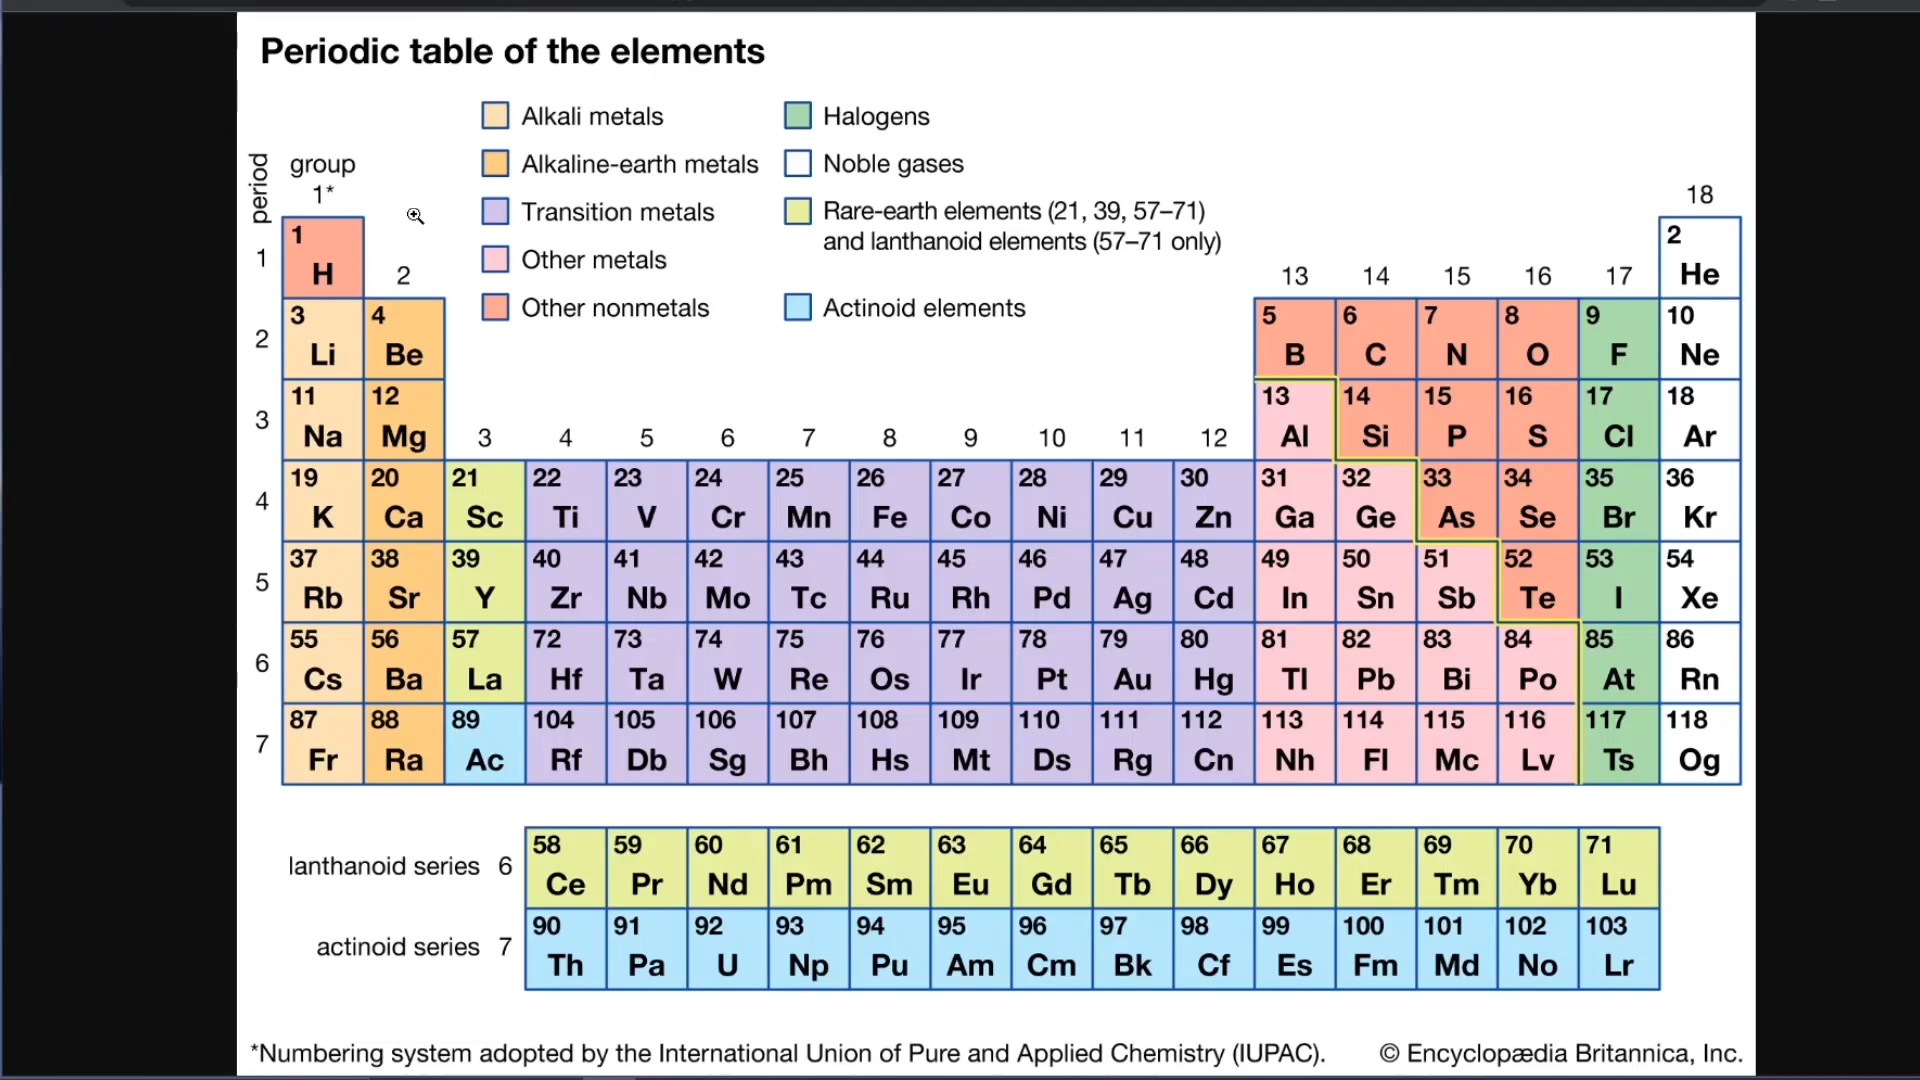 Periodic table of the elements
Alkali metals
Alkaline-earth metals
Transition metals
Other metals
Other nonmetals
Halogens
Noble gases
Rare-earth elements (21, 39, 57–71)
and lanthanoid elements (57–71 only)
Actinoid elements
period
group
1* 18
1 2
1 H He
2 13 14 15 16 17
3 4 5 6 7 8 9 10
2 Li Be B C N O F Ne
11 12 13 14 15 16 17 18
3 Na Mg Al Si P S Cl Ar
3 4 5 6 7 8 9 10 11 12
19 20 21 22 23 24 25 26 27 28 29 30 31 32 33 34 35 36
4 K Ca Sc Ti V Cr Mn Fe Co Ni Cu Zn Ga Ge As Se Br Kr
37 38 39 40 41 42 43 44 45 46 47 48 49 50 51 52 53 54
5 Rb Sr Y Zr Nb Mo Tc Ru Rh Pd Ag Cd In Sn Sb Te I Xe
55 56 57 72 73 74 75 76 77 78 79 80 81 82 83 84 85 86
6 Cs Ba La Hf Ta W Re Os Ir Pt Au Hg Tl Pb Bi Po At Rn
87 88 89 104 105 106 107 108 109 110 111 112 113 114 115 116 117 118
7 Fr Ra Ac Rf Db Sg Bh Hs Mt Ds Rg Cn Nh Fl Mc Lv Ts Og
58 59 60 61 62 63 64 65 66 67 68 69 70 71
lanthanoid series 6 Ce Pr Nd Pm Sm Eu Gd Tb Dy Ho Er Tm Yb Lu
90 91 92 93 94 95 96 97 98 99 100 101 102 103
actinoid series 7 Th Pa U Np Pu Am Cm Bk Cf Es Fm Md No Lr
*Numbering system adopted by the International Union of Pure and Applied Chemistry (IUPAC). © Encyclopædia Britannica, Inc.